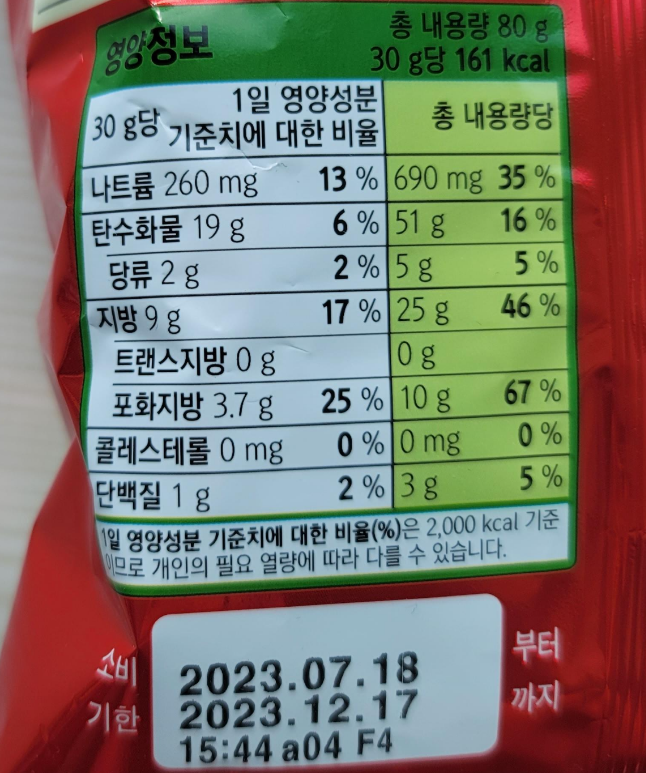 영양정보
총 내용량 80 g
30 g당 161 kcal
30 g당 1일 영양성분 기준치에 대한 비율 총 내용량당
나트륨 260 mg 13 % 690 mg 35 %
탄수화물 19 g 6 % 51 g 16 %
당류 2 g 2 % 5 g 5 %
지방 9 g 17 % 25 g 46 %
트랜스지방 0 g 0 g
포화지방 3.7 g 25 % 10 g 67 %
콜레스테롤 0 mg 0 % 0 mg 0 %
단백질 1 g 2 % 3 g 5 %
1일 영양성분 기준치에 대한 비율(%)은 2,000 kcal 기준
이므로 개인의 필요 열량에 따라 다를 수 있습니다.
소비 2023.07.18 부터
기한 2023.12.17 까지
15:44 a04 F4